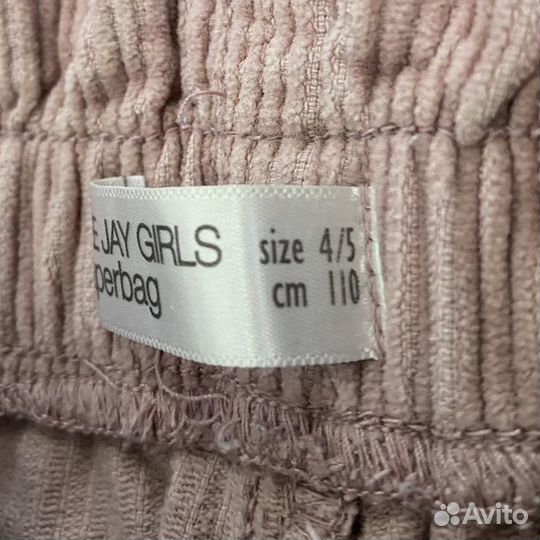 E JAY GIRLS
perbag
size 4/5
cm 110
Avito